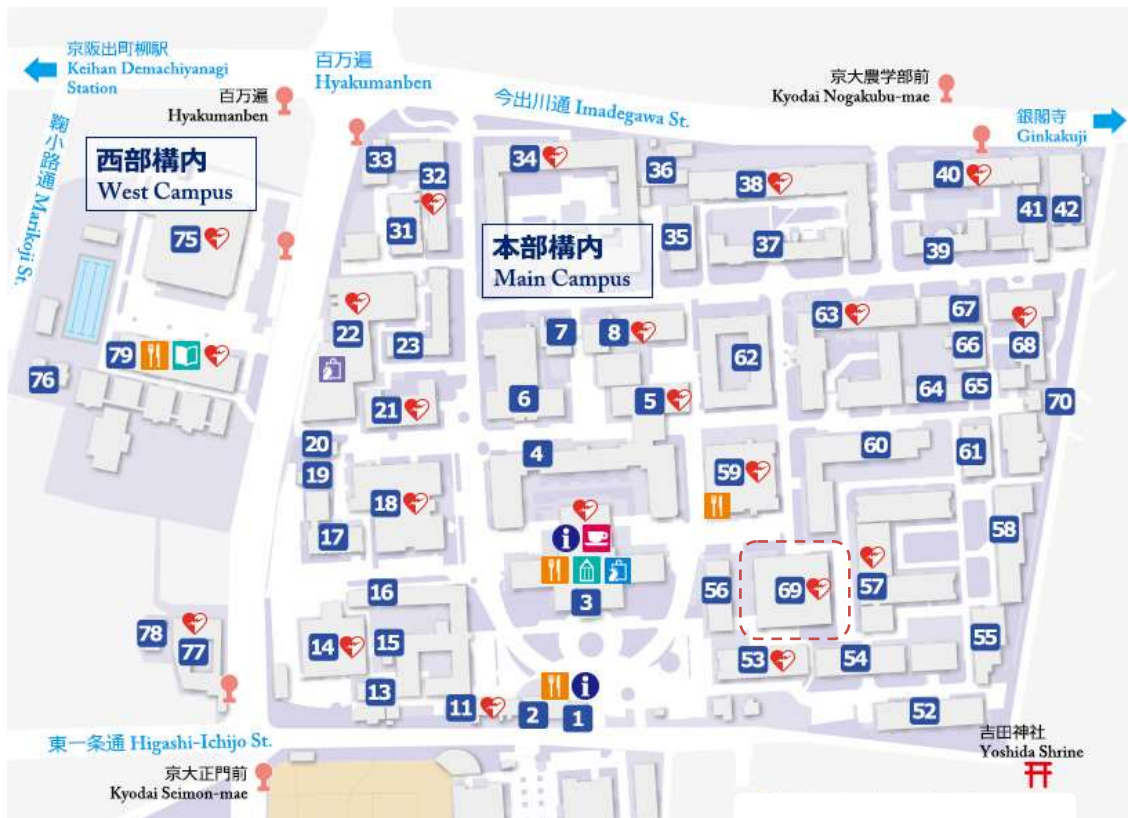 京阪出町柳駅
Keihan Demachiyanagi
Station
百万遍
Hyakumanben
百万遍
Hyakumanben
今出川通 Imadegawa St.
京大農学部前
Kyodai Nogakubu-mae
銀閣寺
Ginkakuji
鞠小路通 Marikoji St.
西部構内
West Campus
本部構内
Main Campus
33
32
34
36
38
40
41
42
31
35
37
39
75
22
23
7
8
62
63
67
66
68
79
76
21
6
5
64
65
70
20
19
4
59
60
61
18
17
58
16
3
i
56
69
57
78
77
14
15
53
54
55
13
11
2
1
i
52
東一条通 Higashi-Ichijo St.
京大正門前
Kyodai Seimon-mae
吉田神社
Yoshida Shrine